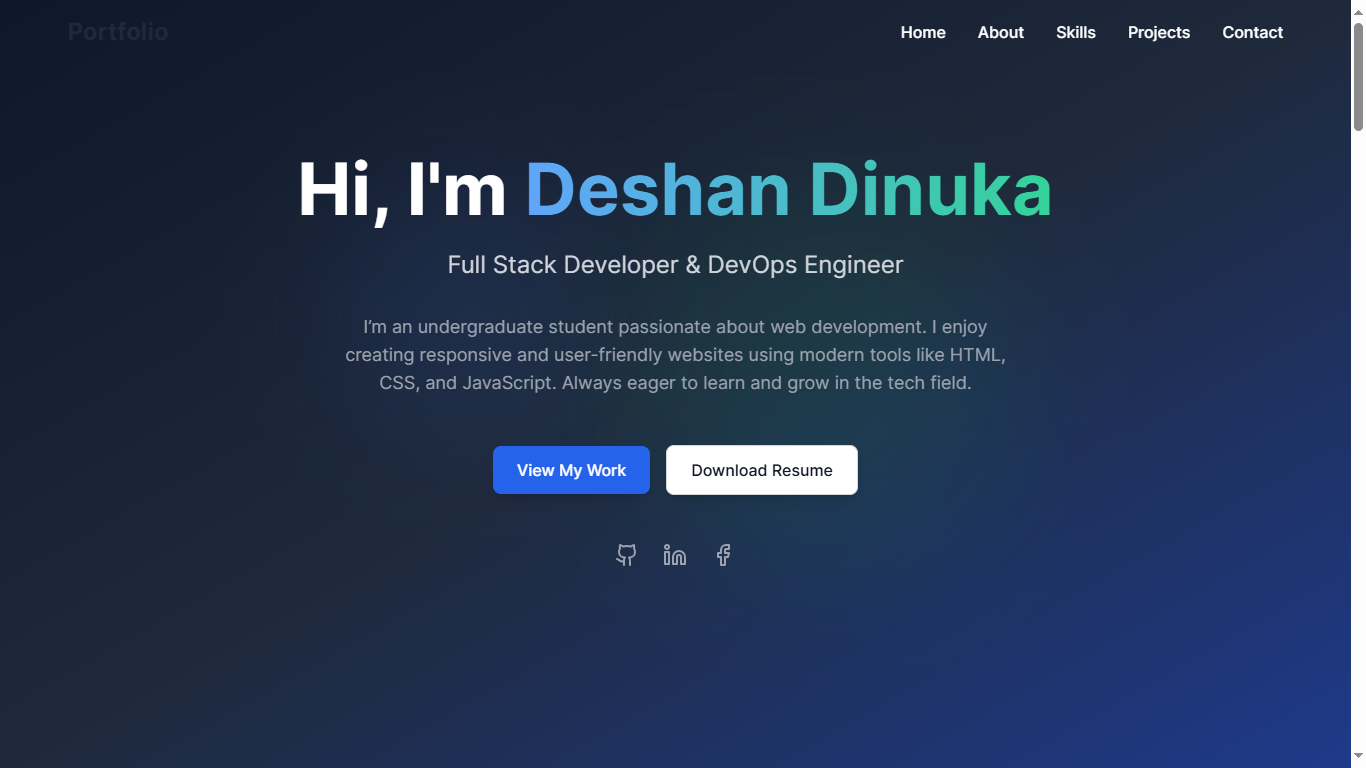 Portfolio
Home About Skills Projects Contact
Hi, I'm Deshan Dinuka
Full Stack Developer & DevOps Engineer
I’m an undergraduate student passionate about web development. I enjoy
creating responsive and user-friendly websites using modern tools like HTML,
CSS, and JavaScript. Always eager to learn and grow in the tech field.
View My Work
Download Resume